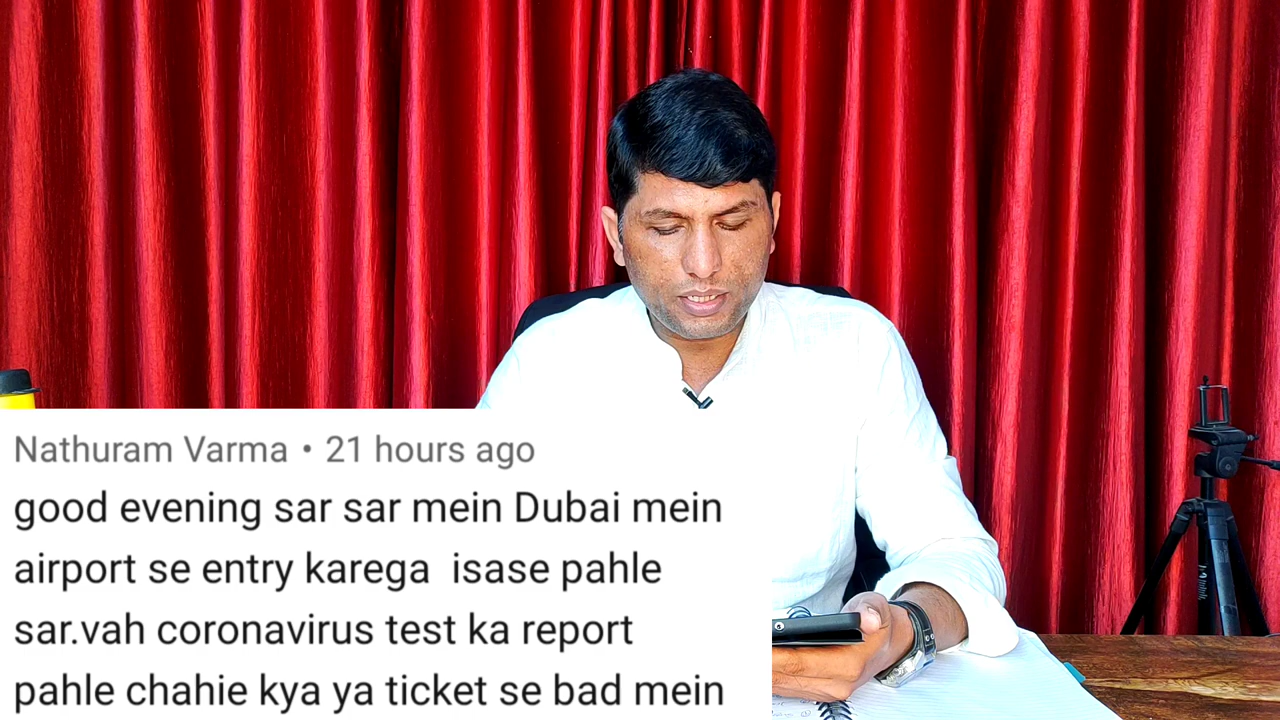 Nathuram Varma • 21 hours ago
good evening sar sar mein Dubai mein
airport se entry karega isase pahle
sar.vah coronavirus test ka report
pahle chahie kya ya ticket se bad mein